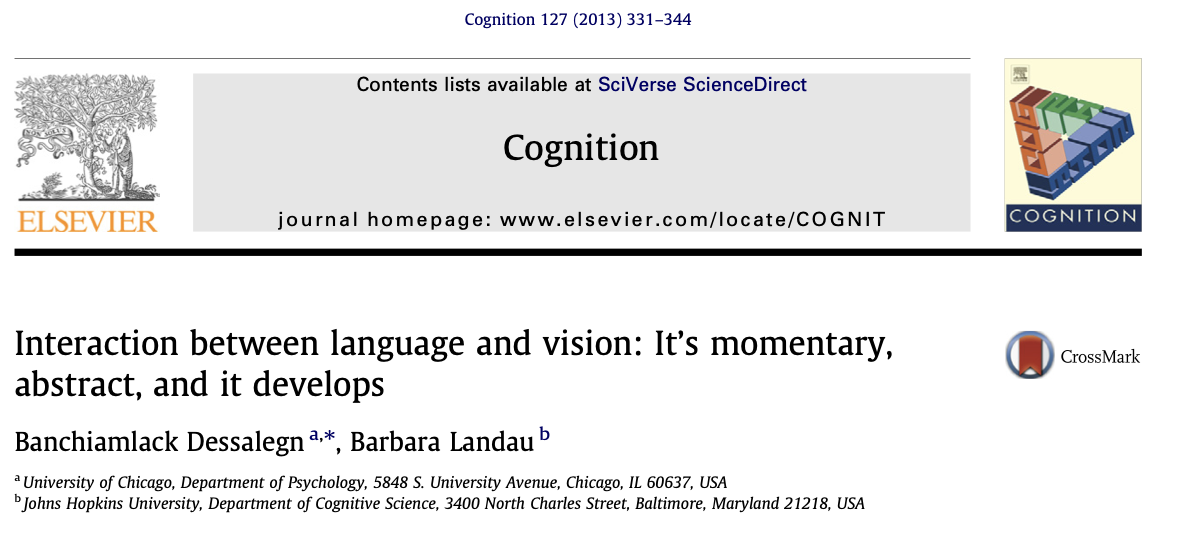 Cognition 127 (2013) 331–344
Contents lists available at SciVerse ScienceDirect
Cognition
journal homepage: www.elsevier.com/locate/COGNIT
NON SOLUS
ELSEVIER
COGNITION
Interaction between language and vision: It's momentary,
abstract, and it develops
CrossMark
Banchiamlack Dessalegn a,*, Barbara Landau b
a University of Chicago, Department of Psychology, 5848 S. University Avenue, Chicago, IL 60637, USA
b Johns Hopkins University, Department of Cognitive Science, 3400 North Charles Street, Baltimore, Maryland 21218, USA